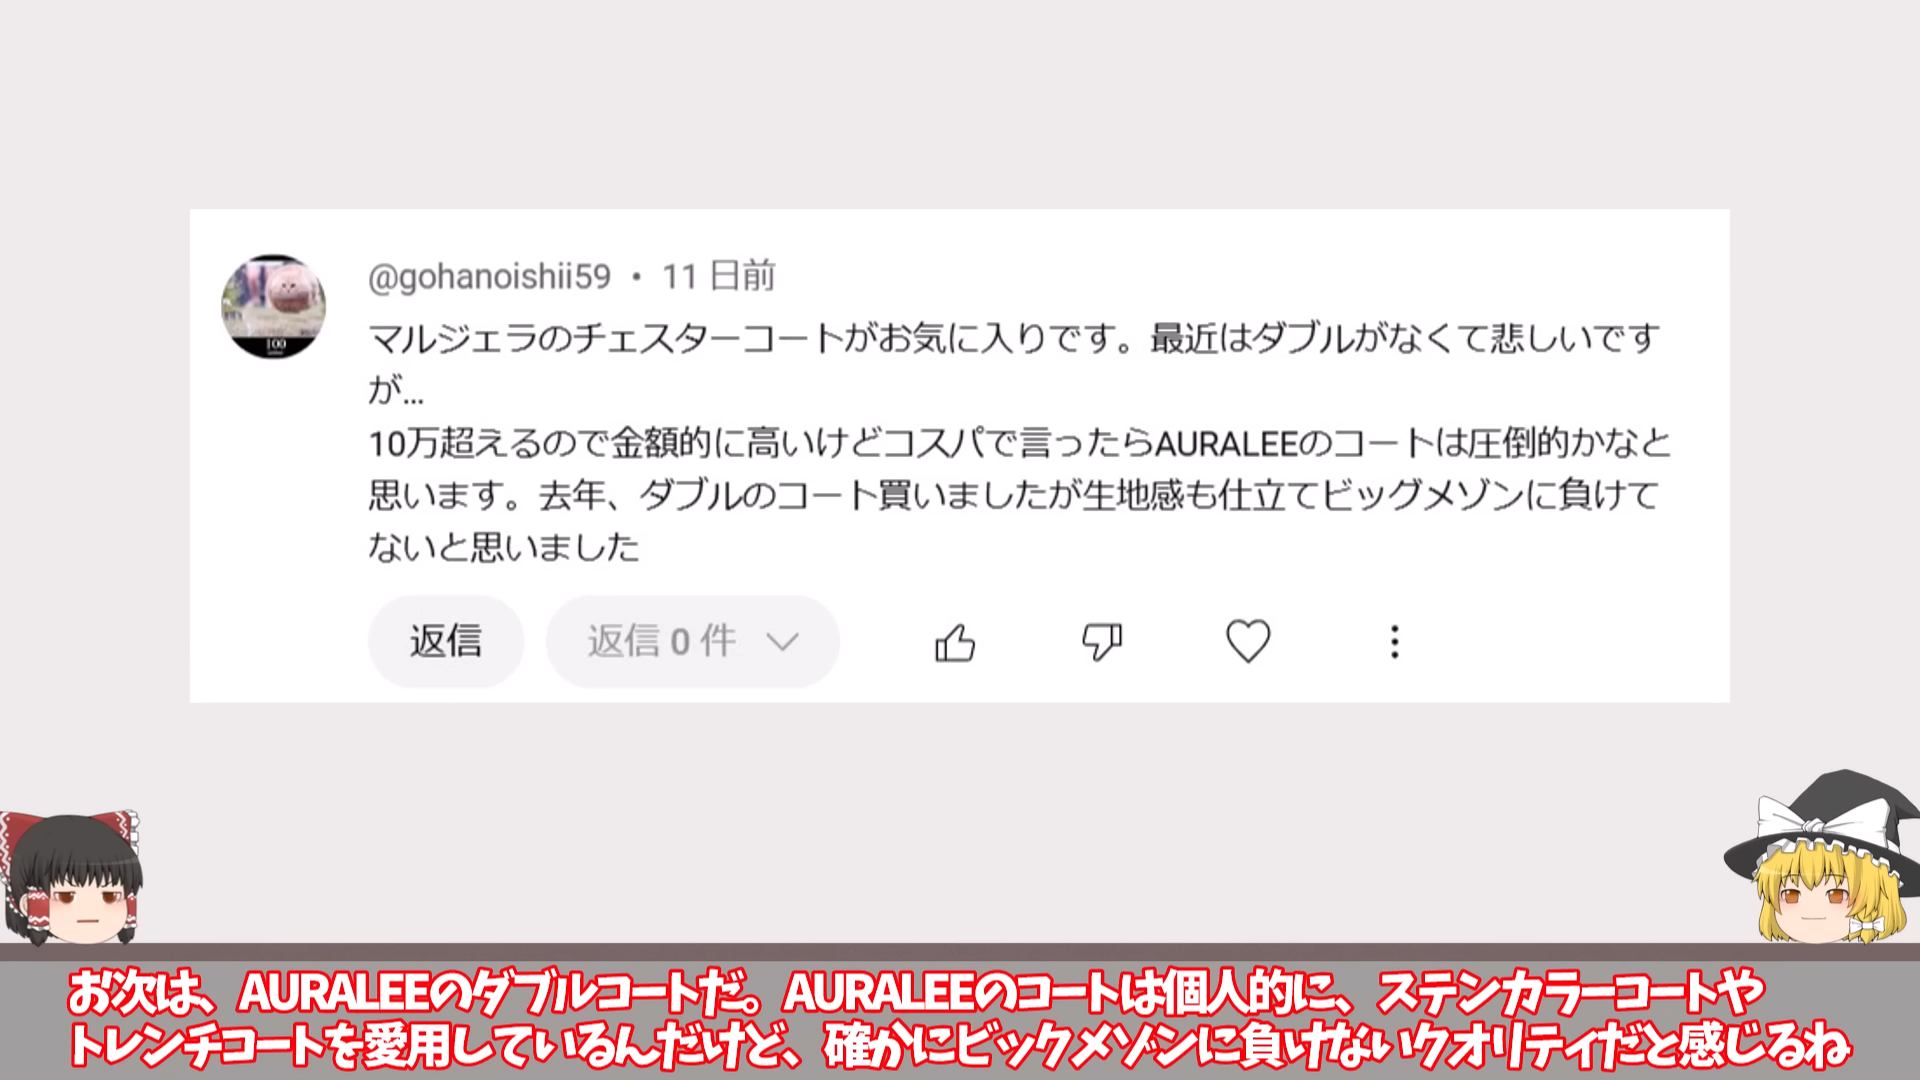 @gohanoishii59 • 11 日前
マルジェラのチェスターコートがお気に入りです。最近はダブルがなくて悲しいです
が...
10万超えるので金額的に高いけどコスパで言ったらAURALEEのコートは圧倒的かなと
思います。去年、ダブルのコート買いましたが生地感も仕立てビッグメゾンに負けて
ないと思いました
100
返信
返信 0 件
お次は、AURALEEのダブルコートだ。AURALEEのコートは個人的に、ステンカラーコートや
トレンチコートを愛用しているんだけど、確かにビックメゾンに負けないクオリティだと感じるね